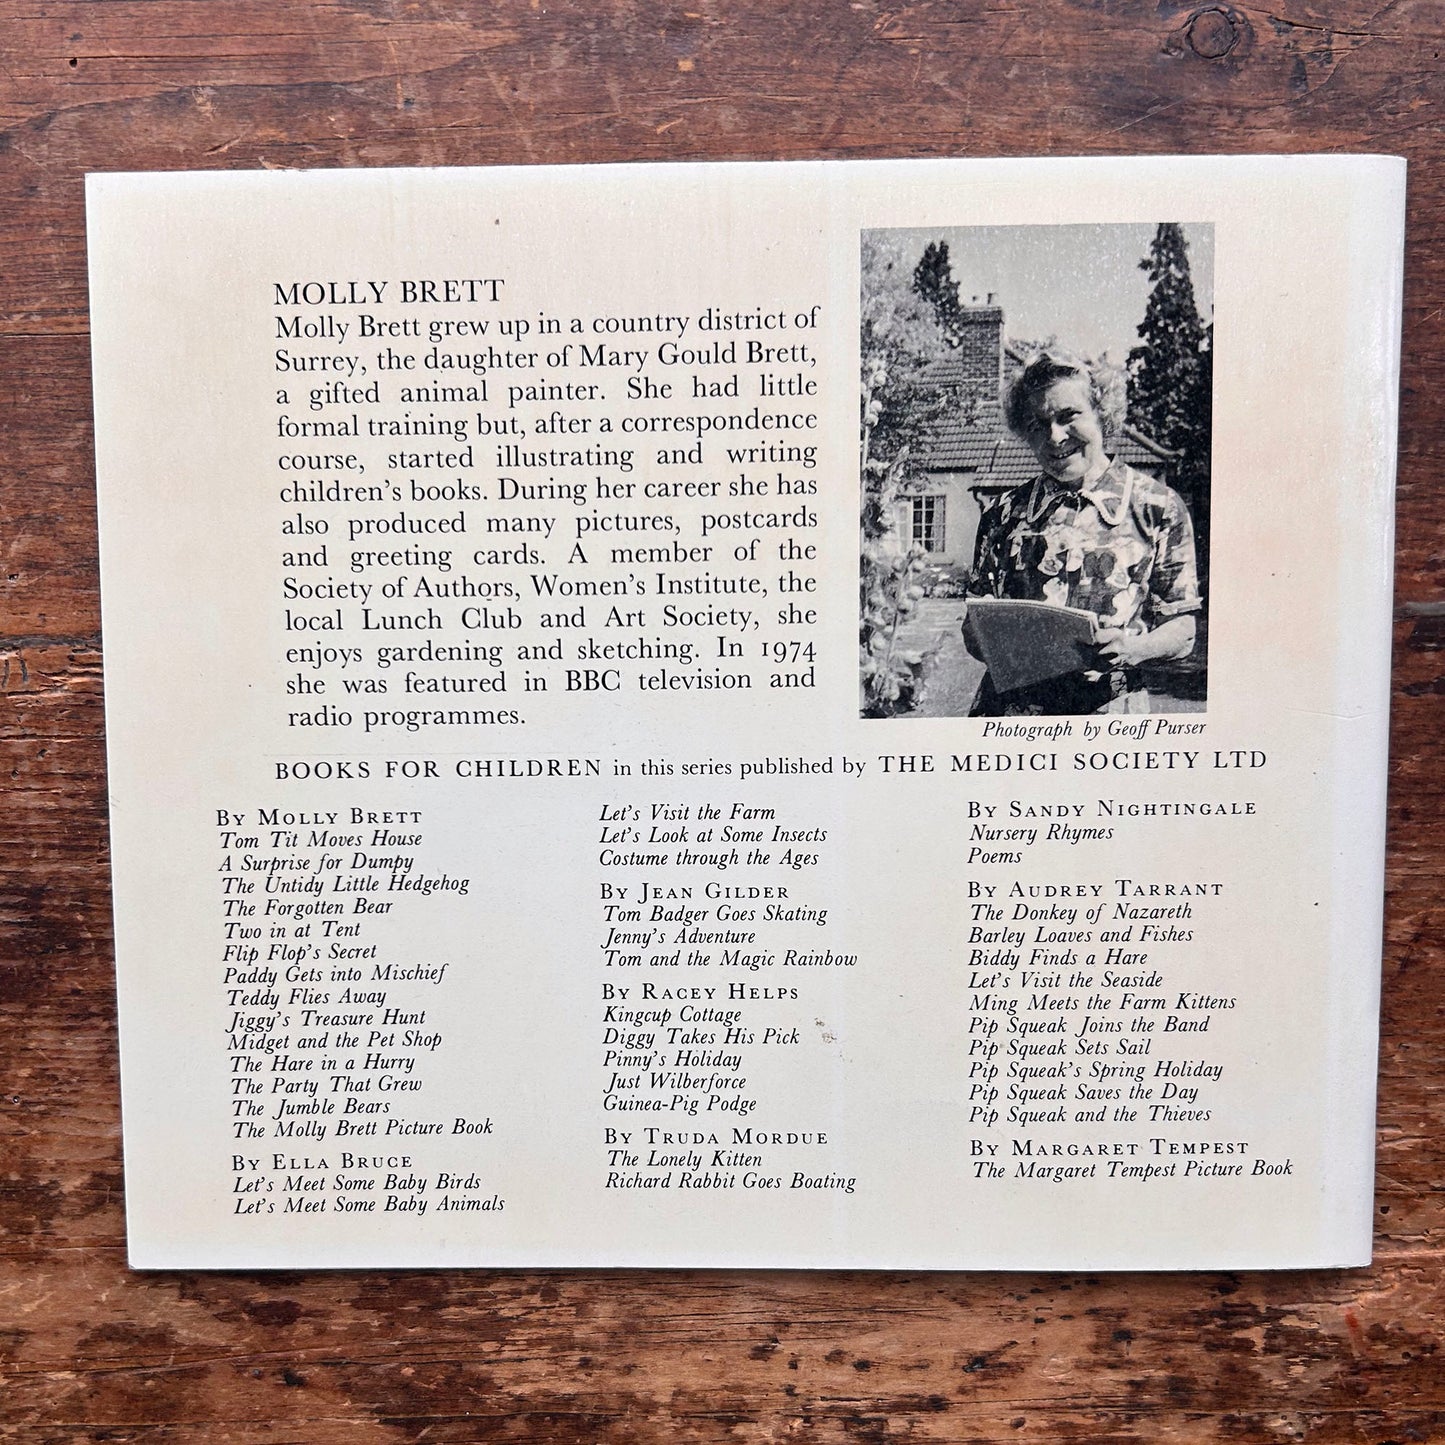 MOLLY BRETT
Molly Brett grew up in a country district of
Surrey, the daughter of Mary Gould Brett,
a gifted animal painter. She had little
formal training but, after a correspondence
course, started illustrating and writing
children's books. During her career she has
also produced many pictures, postcards
and greeting cards. A member of the
Society of Authors, Women's Institute, the
local Lunch Club and Art Society, she
enjoys gardening and sketching. In 1974
she was featured in BBC television and
radio programmes.
Photograph by Geoff Purser
BOOKS FOR CHILDREN in this series published by THE MEDICI SOCIETY LTD
BY MOLLY BRETT
Tom Tit Moves House
A Surprise for Dumpy
The Untidy Little Hedgehog
The Forgotten Bear
Two in at Tent
Flip Flop's Secret
Paddy Gets into Mischief
Teddy Flies Away
Jiggy's Treasure Hunt
Midget and the Pet Shop
The Hare in a Hurry
The Party That Grew
The Jumble Bears
The Molly Brett Picture Book
BY ELLA BRUCE
Let's Meet Some Baby Birds
Let's Meet Some Baby Animals
Let's Visit the Farm
Let's Look at Some Insects
Costume through the Ages
BY JEAN GILDER
Tom Badger Goes Skating
Jenny's Adventure
Tom and the Magic Rainbow
BY RACEY HELPS
Kingcup Cottage
Diggy Takes His Pick
Pinny's Holiday
Just Wilberforce
Guinea-Pig Podge
BY TRUDA MORDUE
The Lonely Kitten
Richard Rabbit Goes Boating
BY SANDY NIGHTINGALE
Nursery Rhymes
Poems
BY AUDREY TARRANT
The Donkey of Nazareth
Barley Loaves and Fishes
Biddy Finds a Hare
Let's Visit the Seaside
Ming Meets the Farm Kittens
Pip Squeak Joins the Band
Pip Squeak Sets Sail
Pip Squeak's Spring Holiday
Pip Squeak Saves the Day
Pip Squeak and the Thieves
BY MARGARET TEMPEST
The Margaret Tempest Picture Book